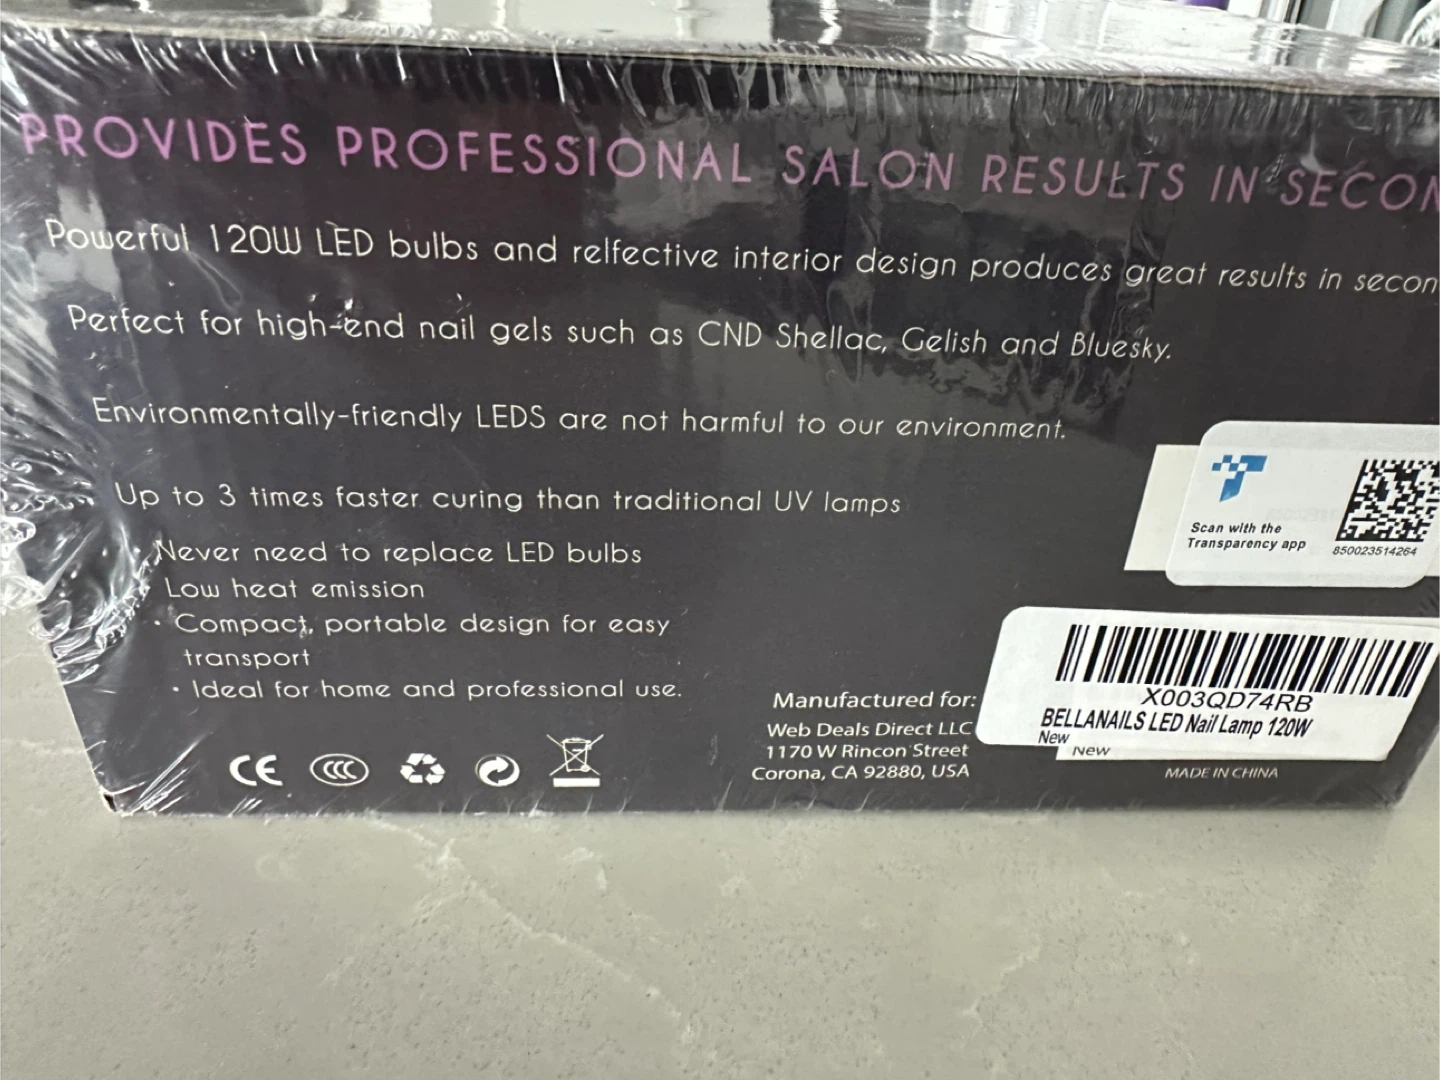 PROVIDES PROFESSIONAL SALON RESULTS IN SECON
Powerful 120W LED bulbs and relfective interior design produces great results in secon
Perfect for high-end nail gels such as CND Shellac, Gelish and Bluesky.
Environmentally-friendly LEDS are not harmful to our environment.
Up to 3 times faster curing than traditional UV lamps
Never need to replace LED bulbs
Low heat emission
• Compact, portable design for easy
transport
• Ideal for home and professional use.
CE CCC
Manufactured for:
Web Deals Direct LLC
1170 W Rincon Street
Corona, CA 92880, USA
Scan with the
Transparency app
850023514264
X003QD74RB
BELLANAILS LED Nail Lamp 120W
New
New
MADE IN CHINA